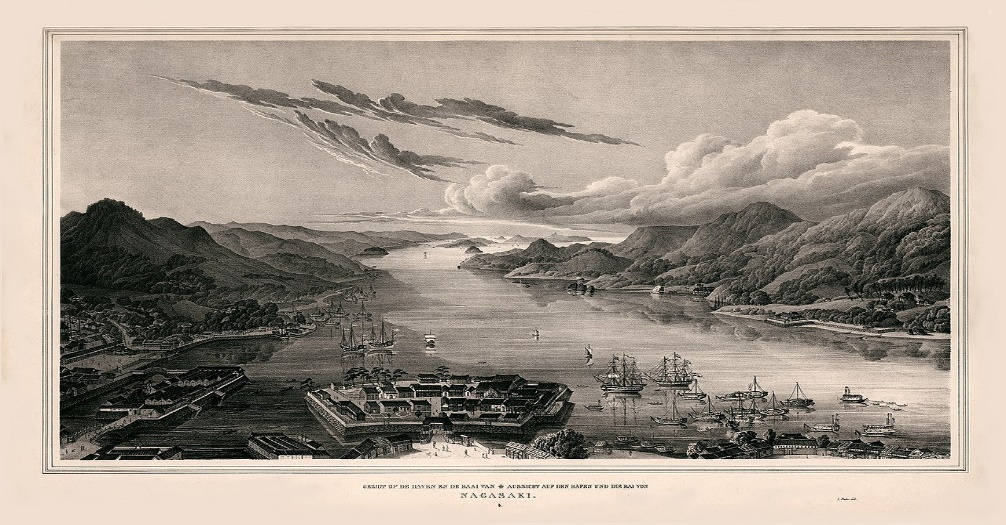 GEZIGT OP DE HAVEN EN DE BAAI VAN ✻ AUSSICHT AUF DEN HAFEN UND DIE BAI VON
NAGASAKI.